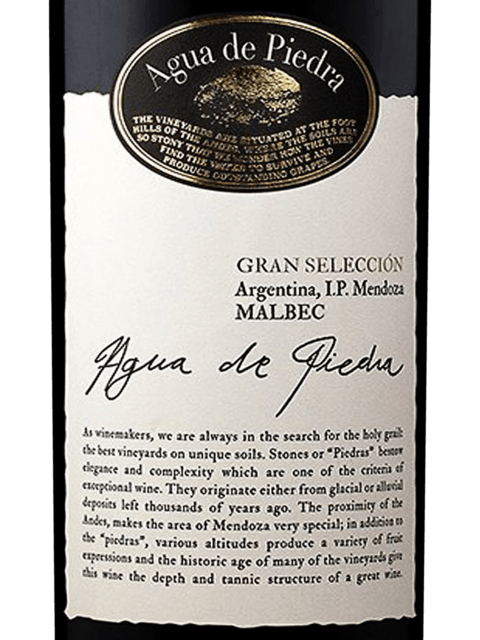 Agua de Piedra
THE VINEYARDS ARE SITUATED AT THE FOOT
HILLS OF THE ANDES, WHERE THE SOILS ARE
SO STONY THAT WE WONDER HOW THE VINES
FIND THE WATER TO SURVIVE AND
PRODUCE OUTSTANDING GRAPES
GRAN SELECCIÓN
Argentina, I.P. Mendoza
MALBEC
Agua de Piedra
As winemakers, we are always in the search for the holy grail:
the best vineyards on unique soils. Stones or “Piedras” bestow
elegance and complexity which are one of the criteria of
exceptional wine. They originate either from glacial or alluvial
deposits left thousands of years ago. The proximity of the
Andes, makes the area of Mendoza very special; in addition to
the “piedras”, various altitudes produce a variety of fruit
expressions and the historic age of many of the vineyards give
this wine the depth and tannic structure of a great wine.